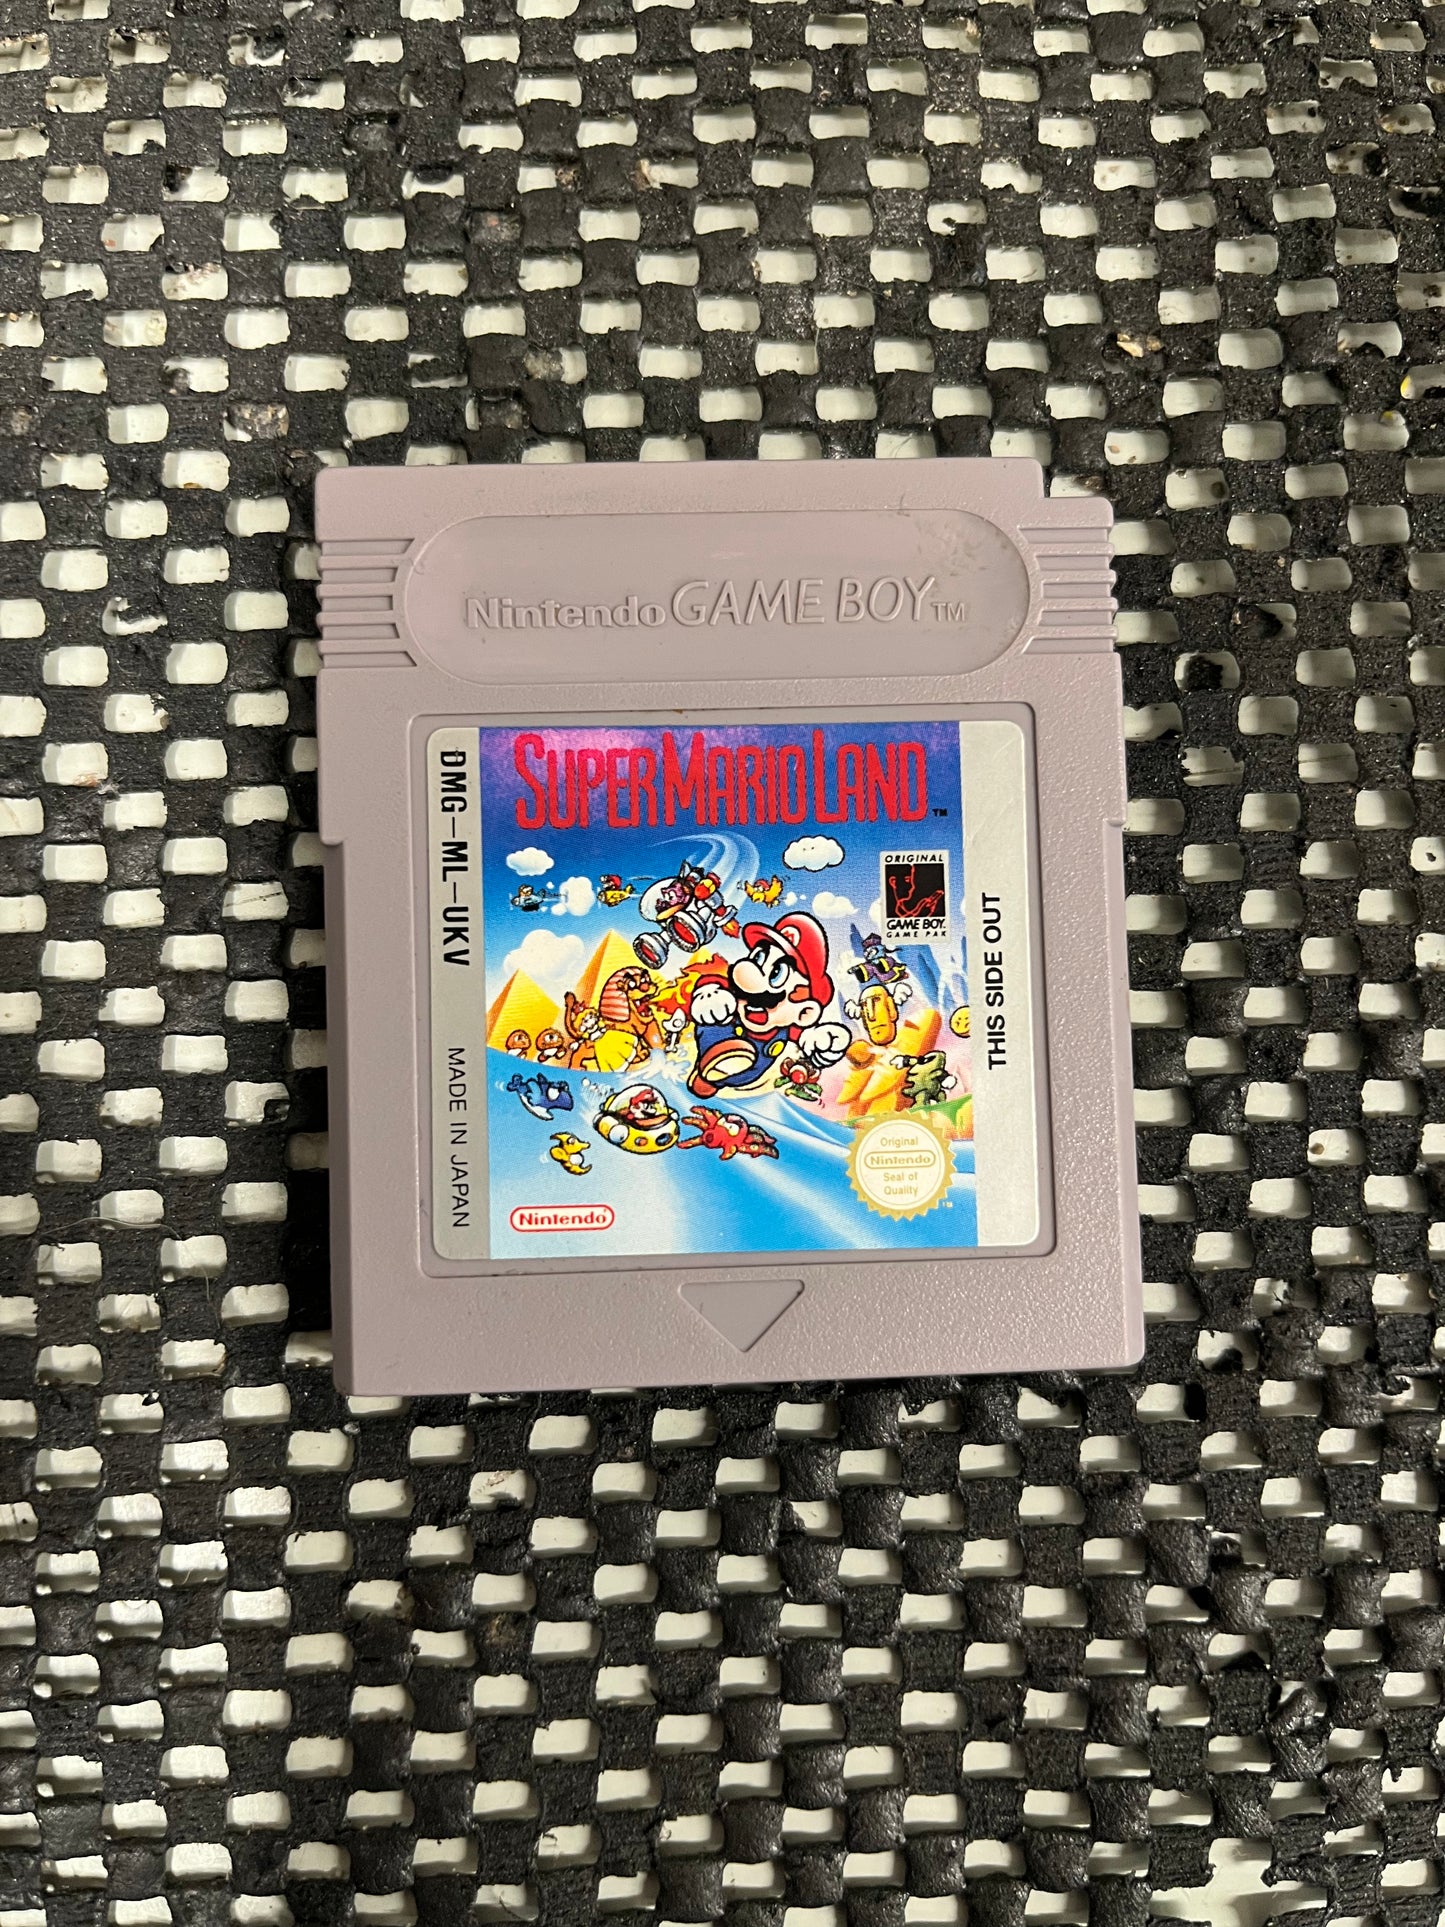 Nintendo GAME BOY TM
DMG-ML-UKV
MADE IN JAPAN
SUPER MARIO LAND TM
ORIGINAL
GAME BOY
GAME PAK
THIS SIDE OUT
Original
Nintendo
Seal of
Quality
TM
Nintendo